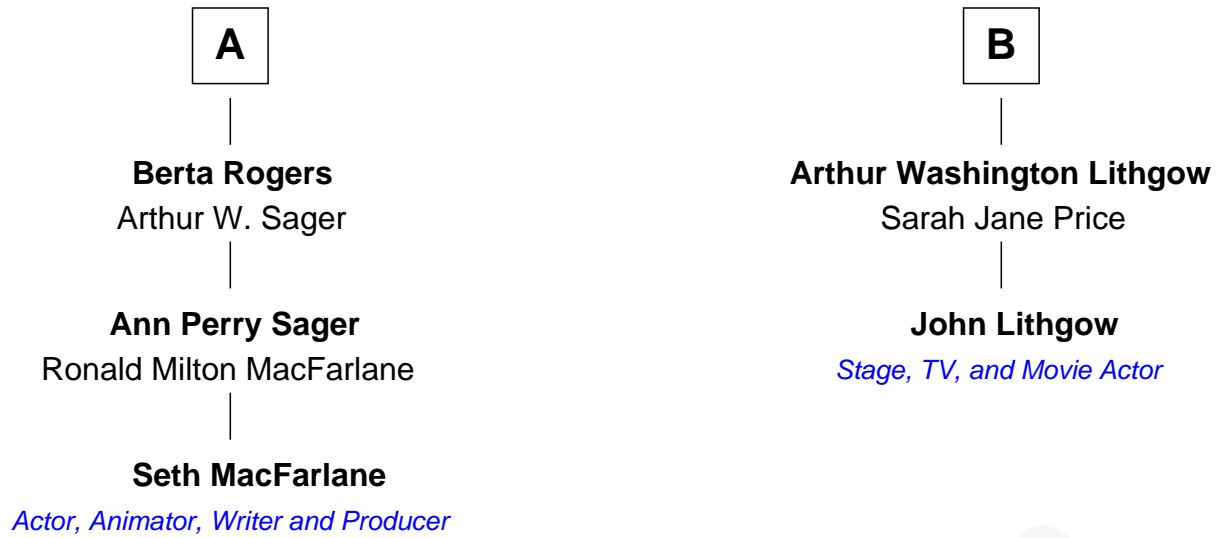 A
Berta Rogers
Arthur W. Sager
Ann Perry Sager
Ronald Milton MacFarlane
Seth MacFarlane
Actor, Animator, Writer and Producer
B
Arthur Washington Lithgow
Sarah Jane Price
John Lithgow
Stage, TV, and Movie Actor